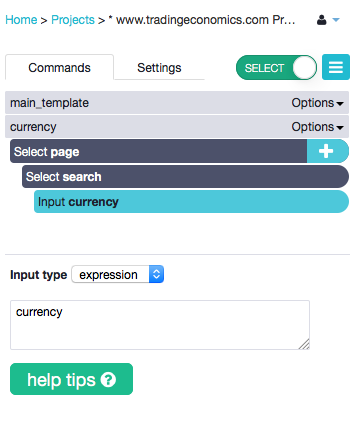 Home > Projects > * www.tradingeconomics.com Pr...
Commands
Settings
SELECT
main_template
Options
currency
Options
Select page
Select search
Input currency
Input type expression
currency
help tips